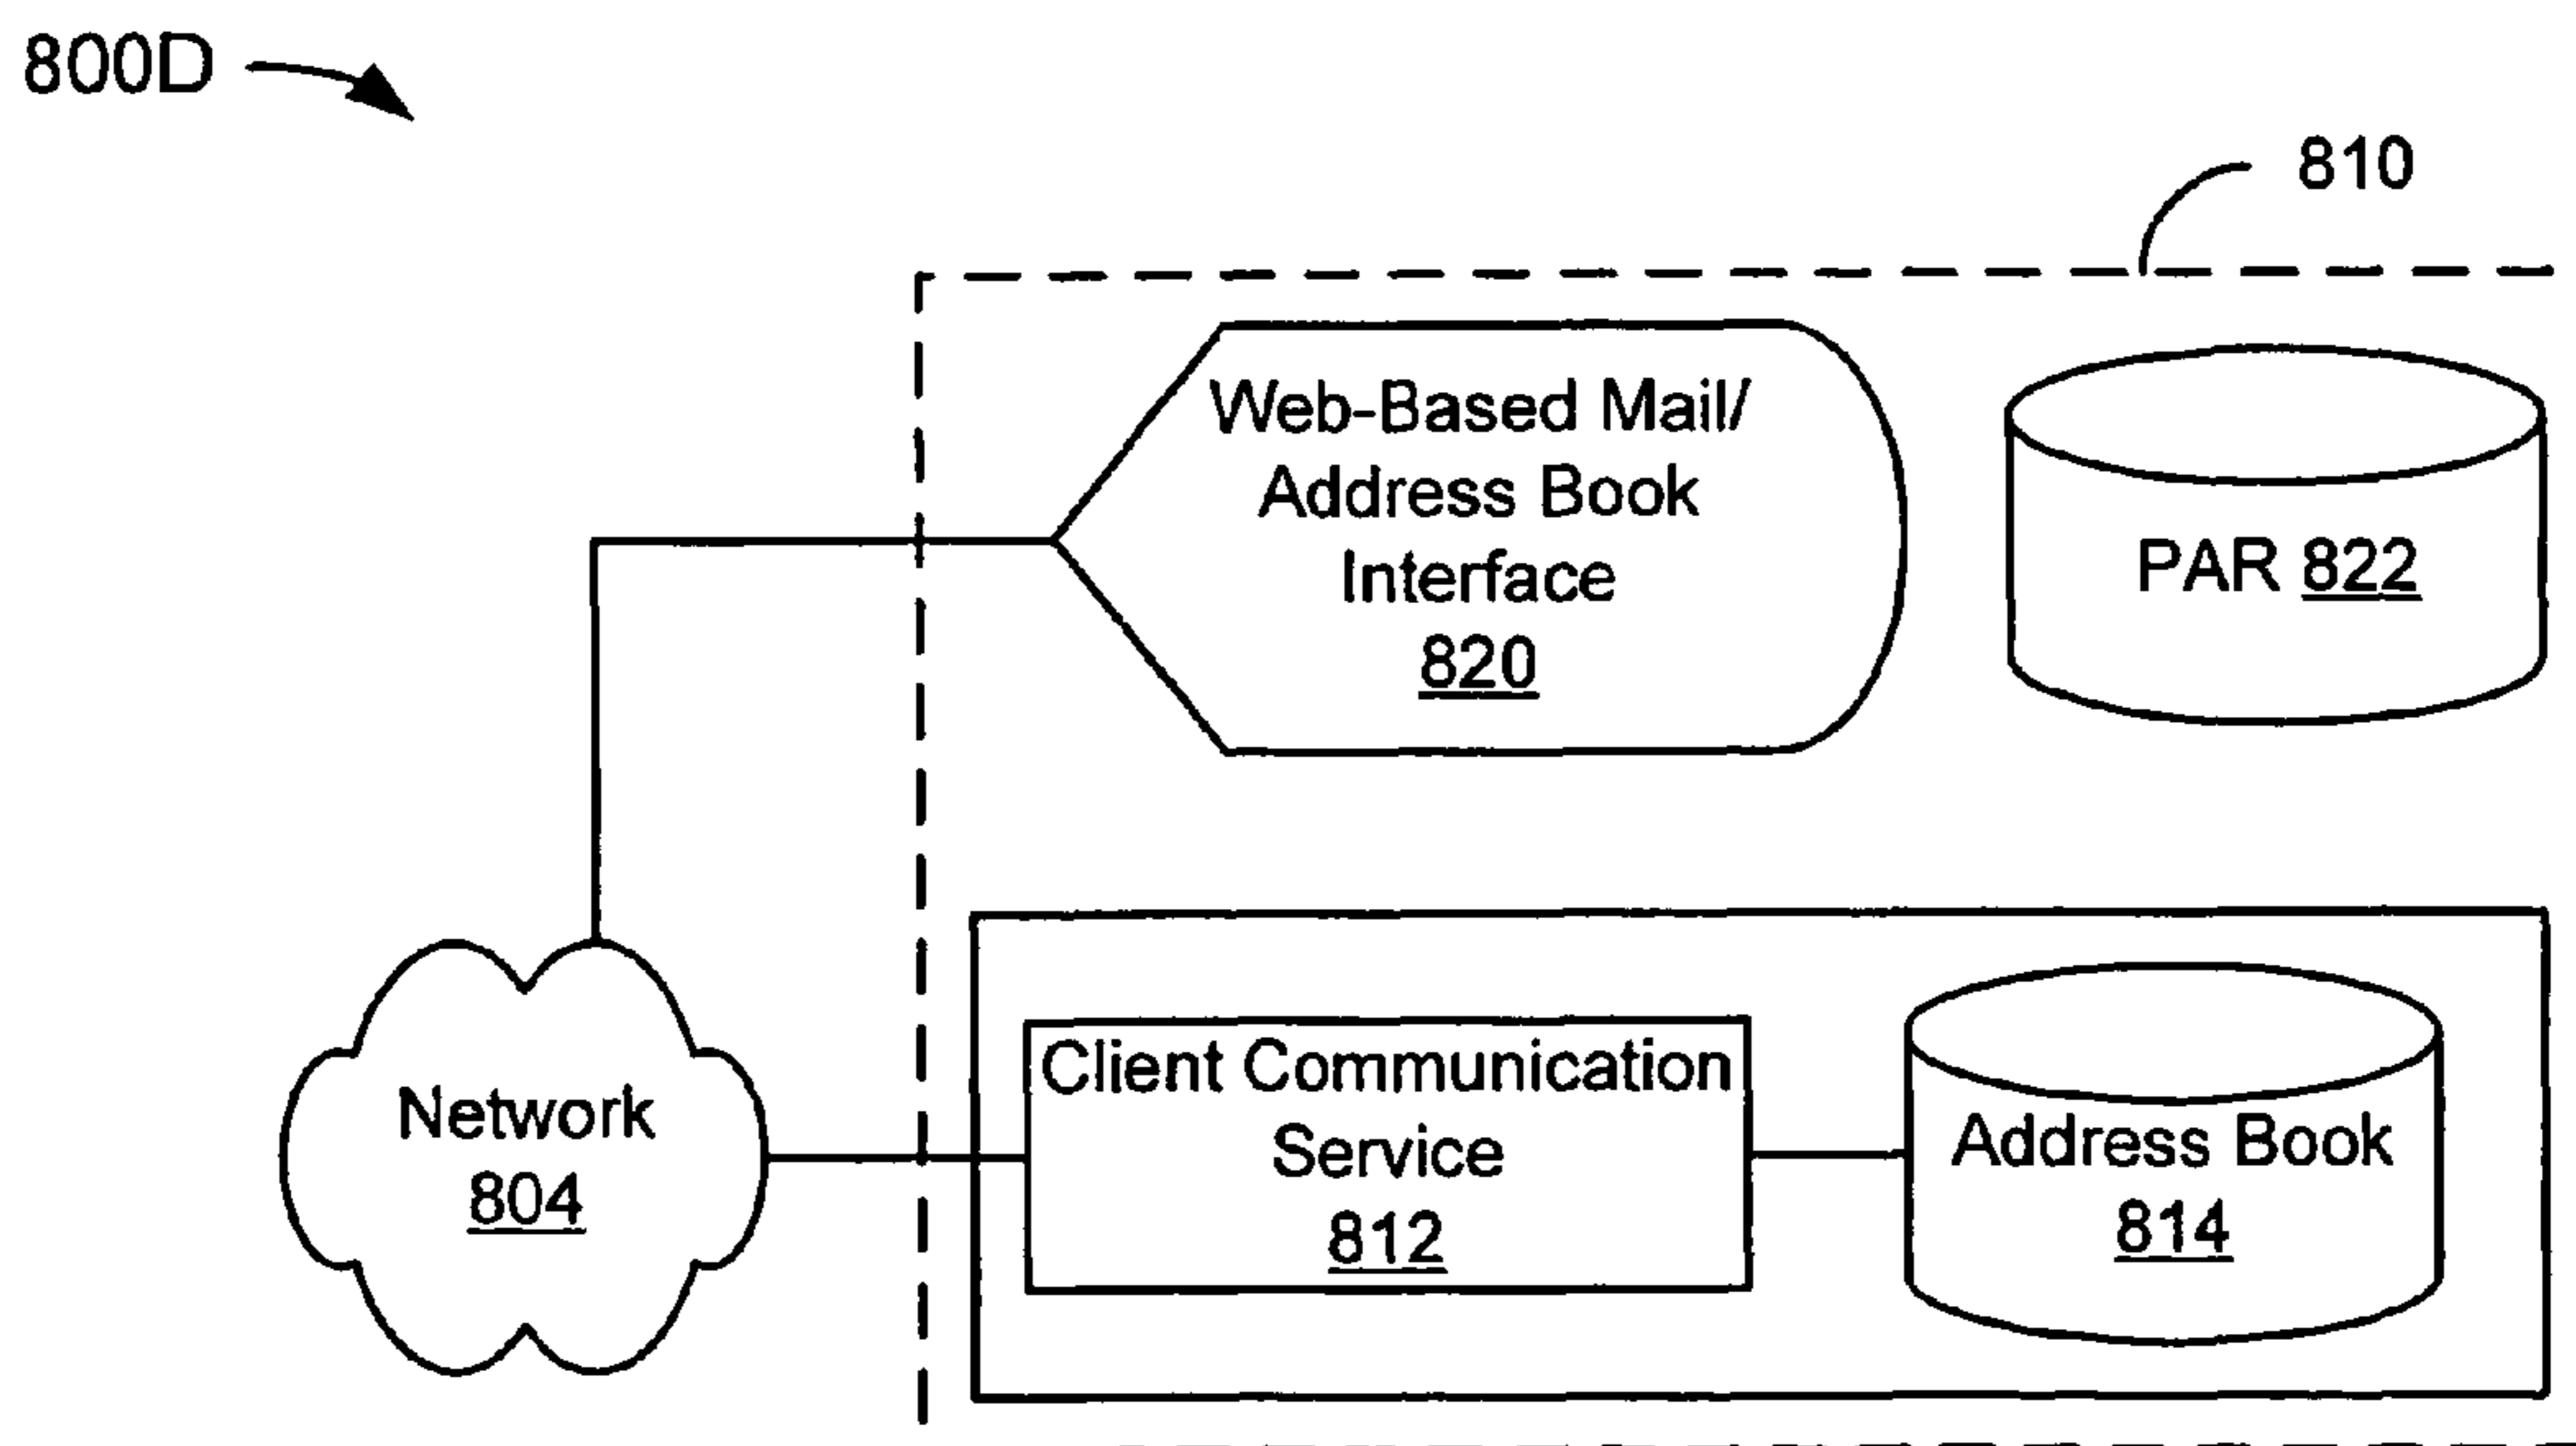 800D
810
Web-Based Mail/
Address Book
Interface
820
PAR 822
Network
804
Client Communication
Service
812
Address Book
814